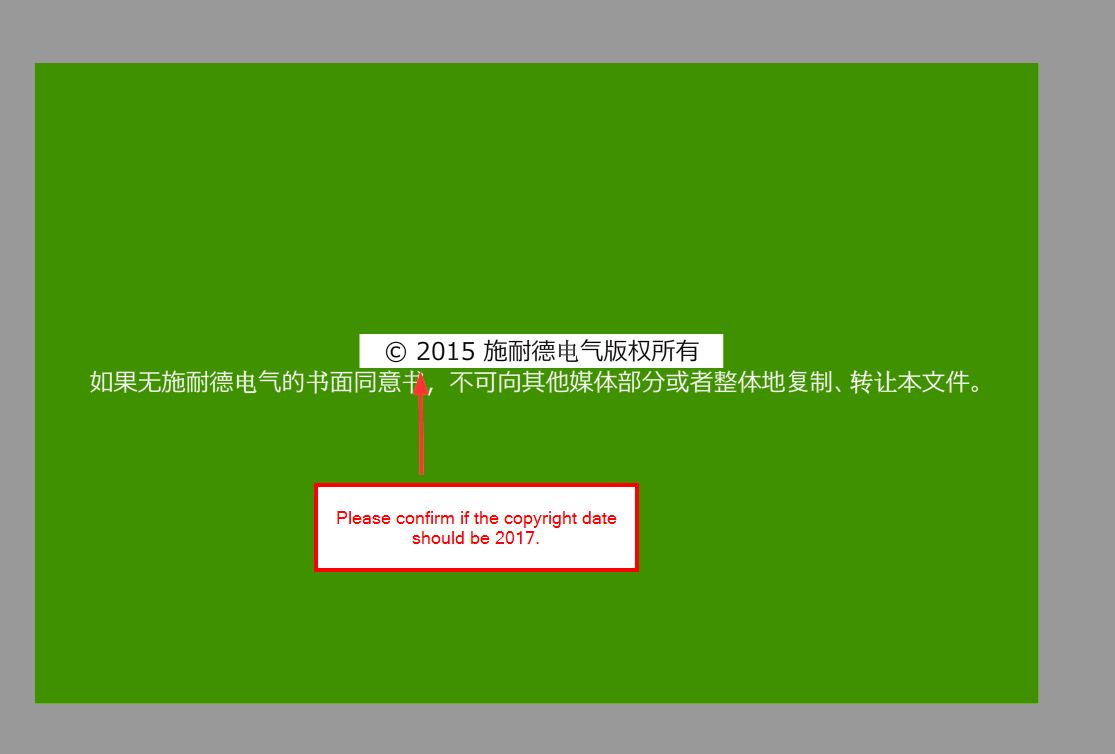 © 2015 施耐德电气版权所有
如果无施耐德电气的书面同意书，不可向其他媒体部分或者整体地复制、转让本文件。
Please confirm if the copyright date
should be 2017.